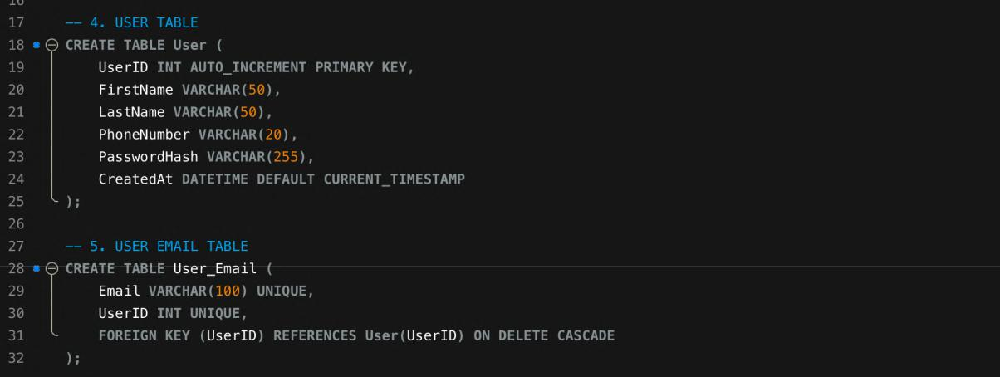 16
17 -- 4. USER TABLE
18 CREATE TABLE User (
19     UserID INT AUTO_INCREMENT PRIMARY KEY,
20     FirstName VARCHAR(50),
21     LastName VARCHAR(50),
22     PhoneNumber VARCHAR(20),
23     PasswordHash VARCHAR(255),
24     CreatedAt DATETIME DEFAULT CURRENT_TIMESTAMP
25 );
26
27 -- 5. USER EMAIL TABLE
28 CREATE TABLE User_Email (
29     Email VARCHAR(100) UNIQUE,
30     UserID INT UNIQUE,
31     FOREIGN KEY (UserID) REFERENCES User(UserID) ON DELETE CASCADE
32 );